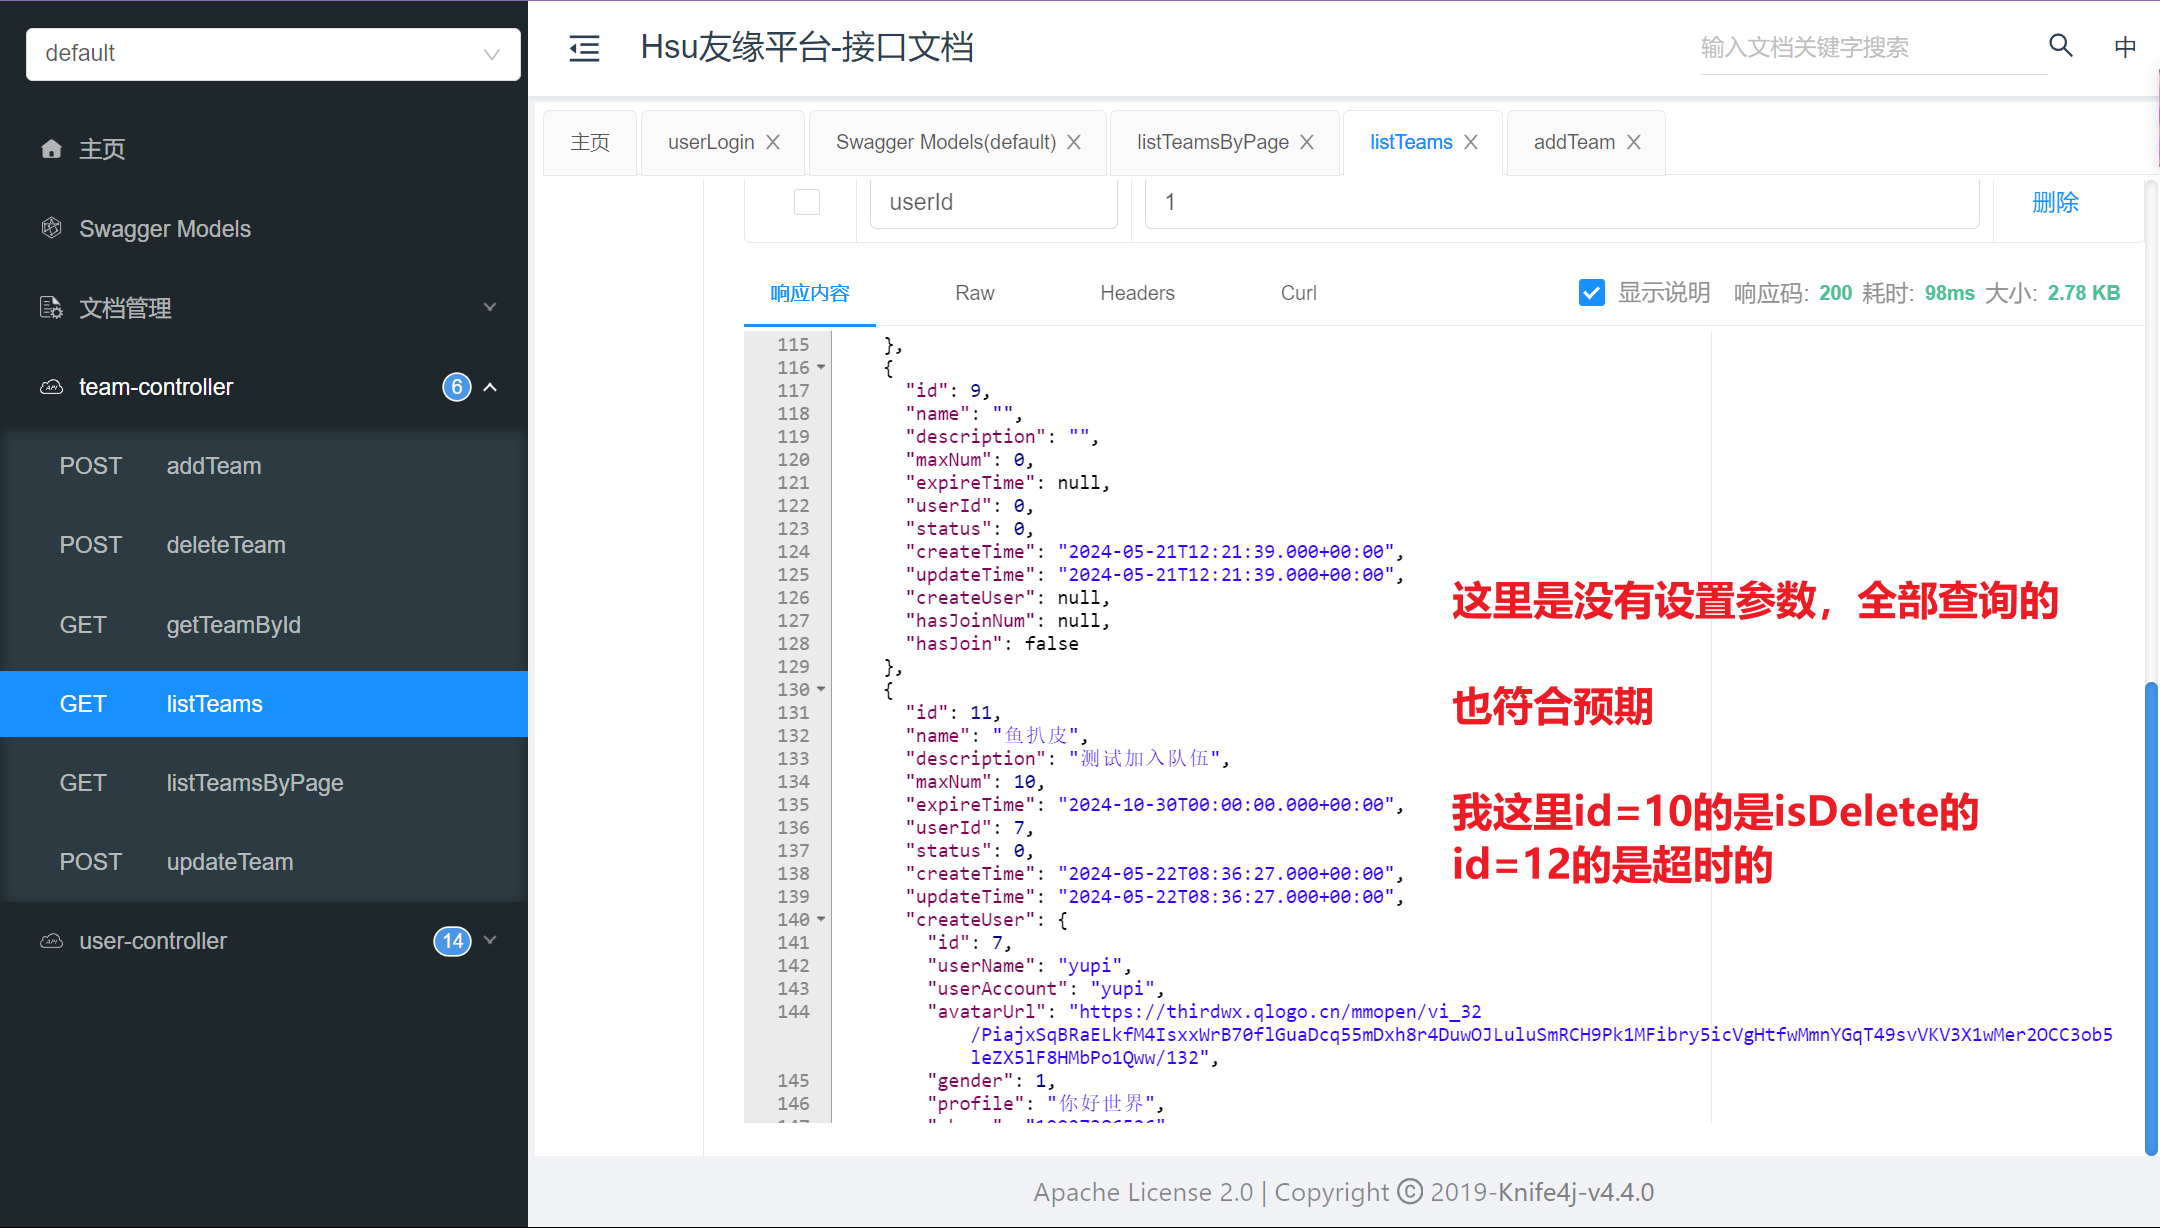 default
主页
Swagger Models
文档管理
team-controller
6
POST addTeam
POST deleteTeam
GET getTeamById
GET listTeams
GET listTeamsByPage
POST updateTeam
user-controller
14
Hsu友缘平台-接口文档
输入文档关键字搜索
中
主页
userLogin
Swagger Models(default)
listTeamsByPage
listTeams
addTeam
userId
1
删除
响应内容
Raw
Headers
Curl
显示说明
响应码: 200 耗时: 98ms 大小: 2.78 KB
115 },
116 {
117 "id": 9,
118 "name": "",
119 "description": "",
120 "maxNum": 0,
121 "expireTime": null,
122 "userId": 0,
123 "status": 0,
124 "createTime": "2024-05-21T12:21:39.000+00:00",
125 "updateTime": "2024-05-21T12:21:39.000+00:00",
126 "createUser": null,
127 "hasJoinNum": null,
128 "hasJoin": false
129 },
130 {
131 "id": 11,
132 "name": "鱼扒皮",
133 "description": "测试加入队伍",
134 "maxNum": 10,
135 "expireTime": "2024-10-30T00:00:00.000+00:00",
136 "userId": 7,
137 "status": 0,
138 "createTime": "2024-05-22T08:36:27.000+00:00",
139 "updateTime": "2024-05-22T08:36:27.000+00:00",
140 "createUser": {
141 "id": 7,
142 "userName": "yupi",
143 "userAccount": "yupi",
144 "avatarUrl": "https://thirdwx.qlogo.cn/mmopen/vi_32
/PiajxSqBRaELkfM4IsxxWrB70flGuaDcq55mDxh8r4DuwOJLuluSmRCH9Pk1MFibry5icVgHtfwMmnYGqT49svVKV3X1wMer2OCC3ob5
leZX5lF8HMbPo1Qww/132",
145 "gender": 1,
146 "profile": "你好世界",
这里是没有设置参数，全部查询的
也符合预期
我这里id=10的是isDelete的
id=12的是超时的
Apache License 2.0 | Copyright © 2019-Knife4j-v4.4.0